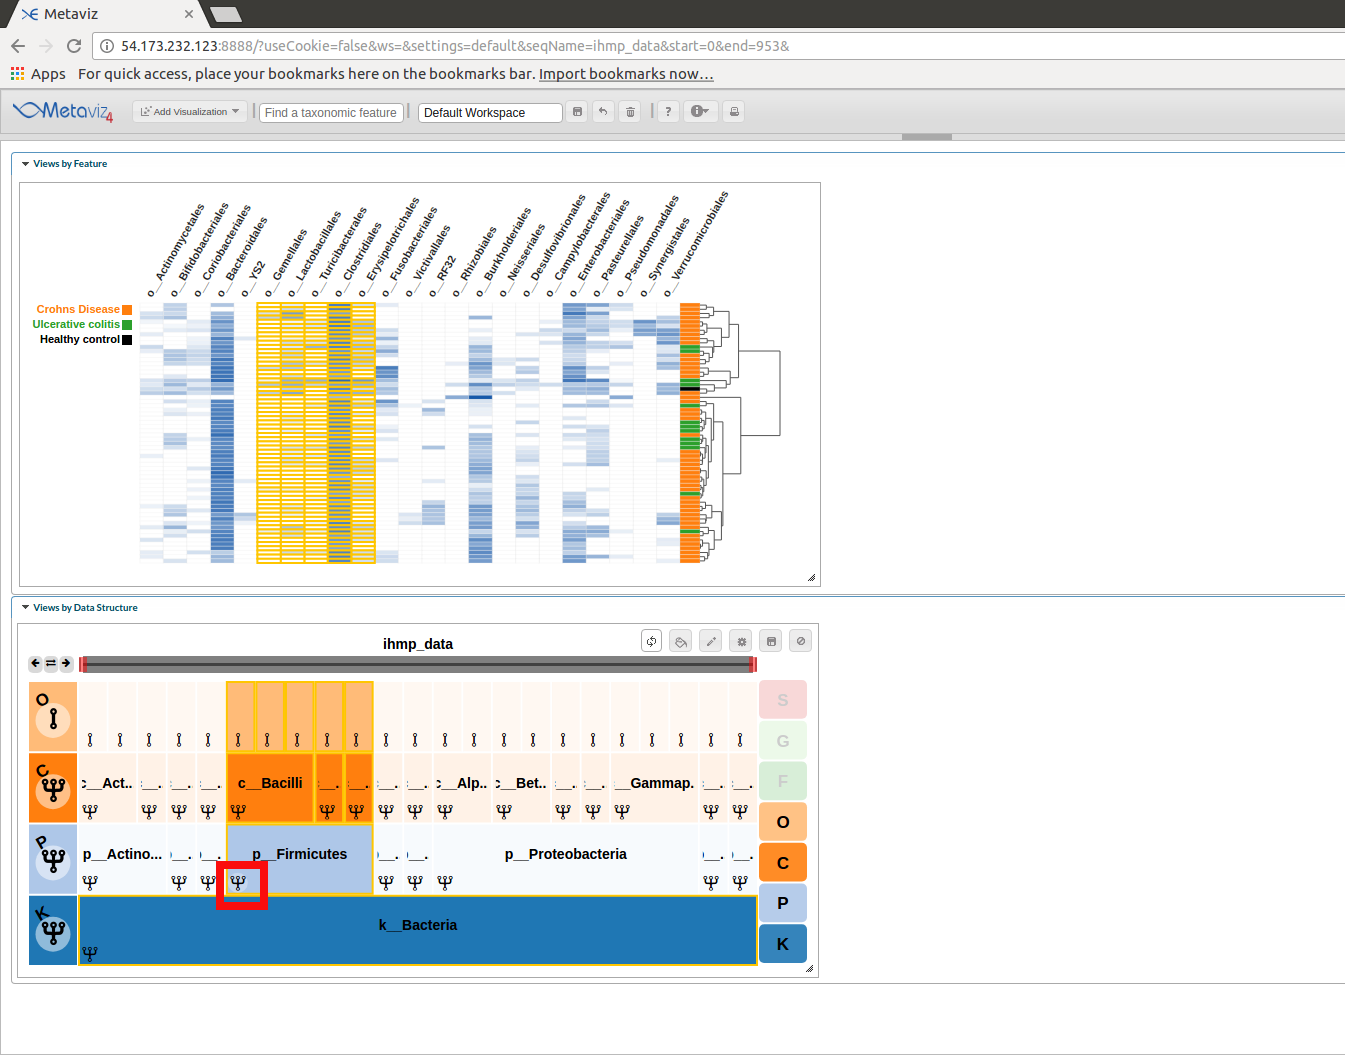 Metaviz
54.173.232.123:8888/?useCookie=false&ws=&settings=default&seqName=ihmp_data&start=0&end=953&
Apps For quick access, place your bookmarks here on the bookmarks bar. Import bookmarks now...
Metaviz 4 Add Visualization Find a taxonomic feature Default Workspace ?
Views by Feature
o__Actinomycetales
o__Bifidobacteriales
o__Coriobacteriales
o__Bacteroidales
o__YS2
o__Gemellales
o__Lactobacillales
o__Turicibacterales
o__Clostridiales
o__Erysipelotrichales
o__Fusobacteriales
o__Victivallales
o__RF32
o__Rhizobiales
o__Burkholderiales
o__Neisseriales
o__Desulfovibrionales
o__Campylobacterales
o__Enterobacteriales
o__Pasteurellales
o__Pseudomonadales
o__Synergistales
o__Verrucomicrobiales
Crohns Disease
Ulcerative colitis
Healthy control
Views by Data Structure
ihmp_data
O S
G
C c__Act.. c__Bacilli c__Alp.. c__Bet.. __Gammap. F
O
P p__Actino... p__Firmicutes p__Proteobacteria C
P
K k__Bacteria K